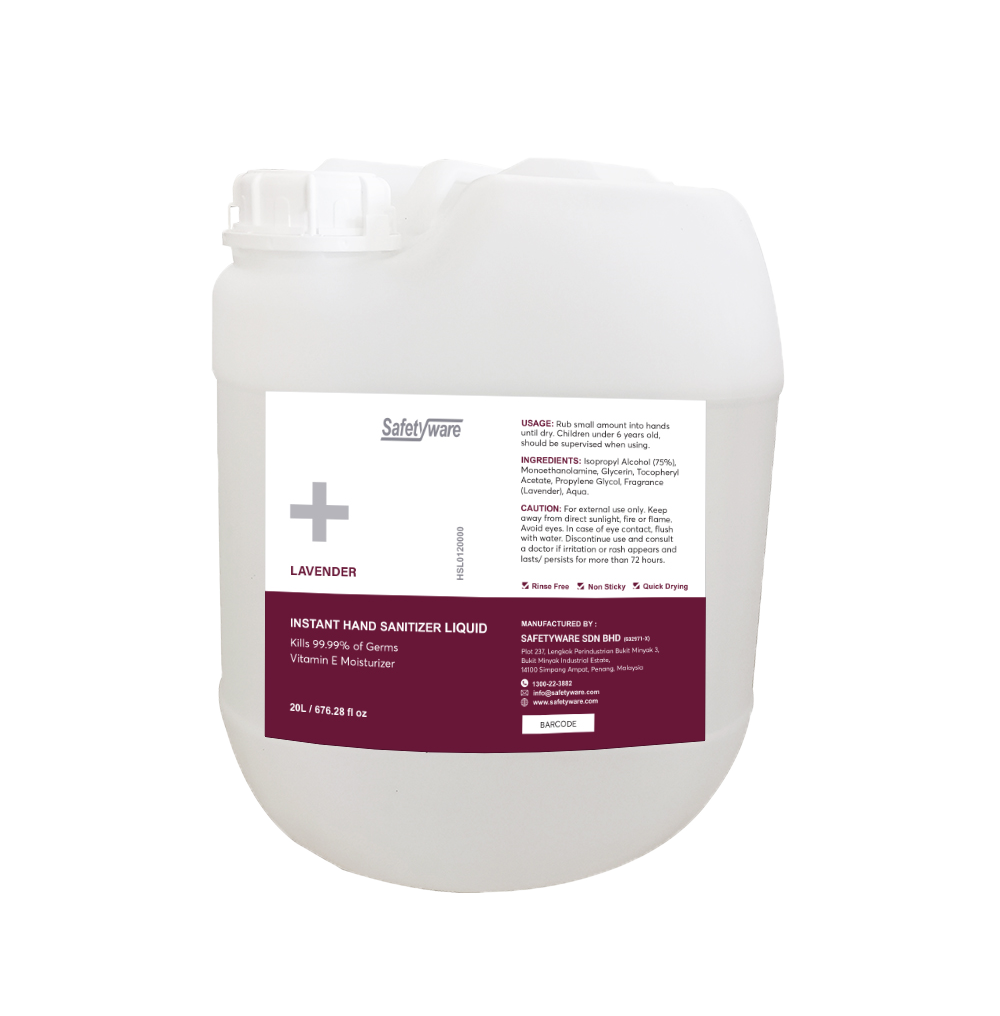 Safetyware
LAVENDER
HSL0120000
INSTANT HAND SANITIZER LIQUID
Kills 99.99% of Germs
Vitamin E Moisturizer
20L / 676.28 fl oz
USAGE: Rub small amount into hands
until dry. Children under 6 years old,
should be supervised when using.
INGREDIENTS: Isopropyl Alcohol (75%),
Monoethanolamine, Glycerin, Tocopheryl
Acetate, Propylene Glycol, Fragrance
(Lavender), Aqua.
CAUTION: For external use only. Keep
away from direct sunlight, fire or flame.
Avoid eyes. In case of eye contact, flush
with water. Discontinue use and consult
a doctor if irritation or rash appears and
lasts/ persists for more than 72 hours.
Rinse Free Non Sticky Quick Drying
MANUFACTURED BY :
SAFETYWARE SDN BHD
Plot 237, Lengkok Perindustrian Bukit Minyak 3,
Bukit Minyak Industrial Estate,
14100 Simpang Ampat, Penang, Malaysia
1300-22-3882
info@safetyware.com
www.safetyware.com
BARCODE